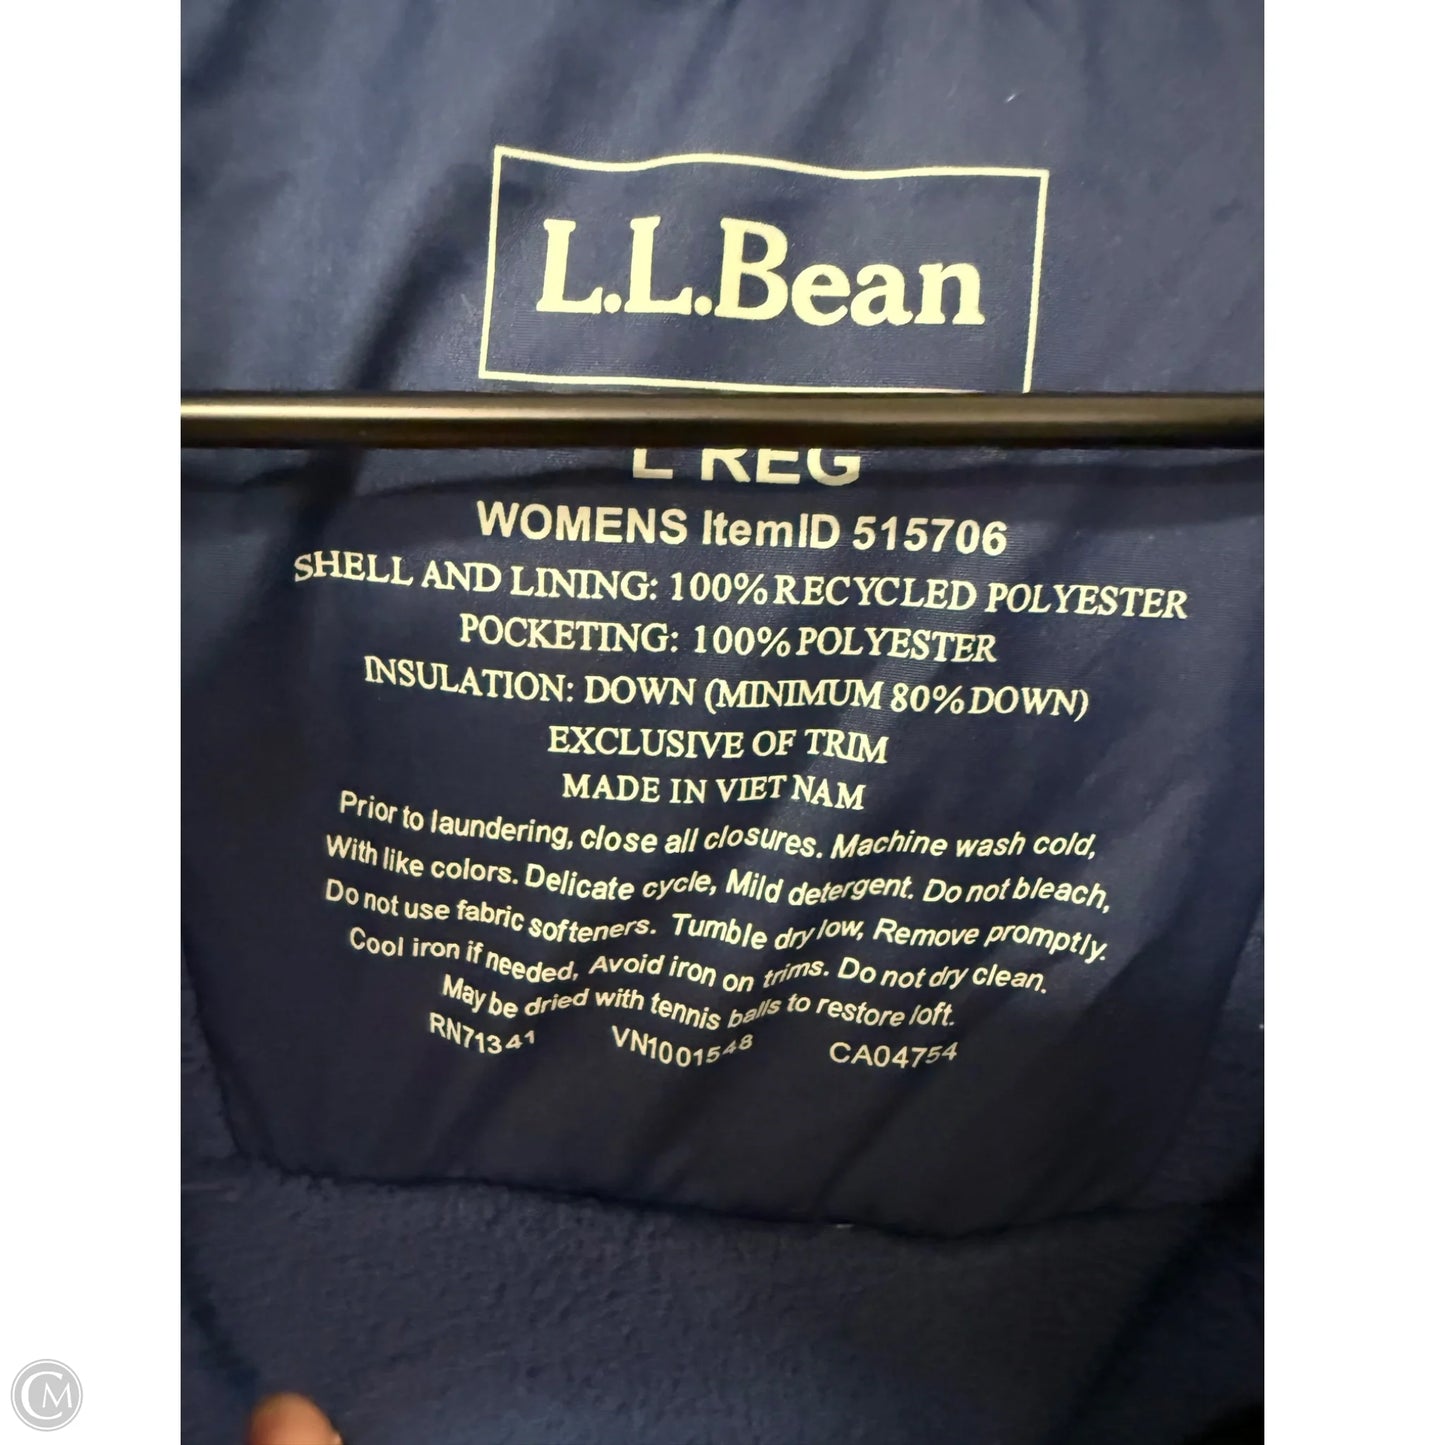 L.L.Bean
L REG
WOMENS ItemID 515706
SHELL AND LINING: 100% RECYCLED POLYESTER
POCKETING: 100% POLYESTER
INSULATION: DOWN (MINIMUM 80% DOWN)
EXCLUSIVE OF TRIM
MADE IN VIET NAM
Prior to laundering, close all closures. Machine wash cold,
With like colors. Delicate cycle, Mild detergent. Do not bleach,
Do not use fabric softeners. Tumble dry low, Remove promptly.
Cool iron if needed, Avoid iron on trims. Do not dry clean.
May be dried with tennis balls to restore loft.
RN71341 VN1001548 CA04754
CM